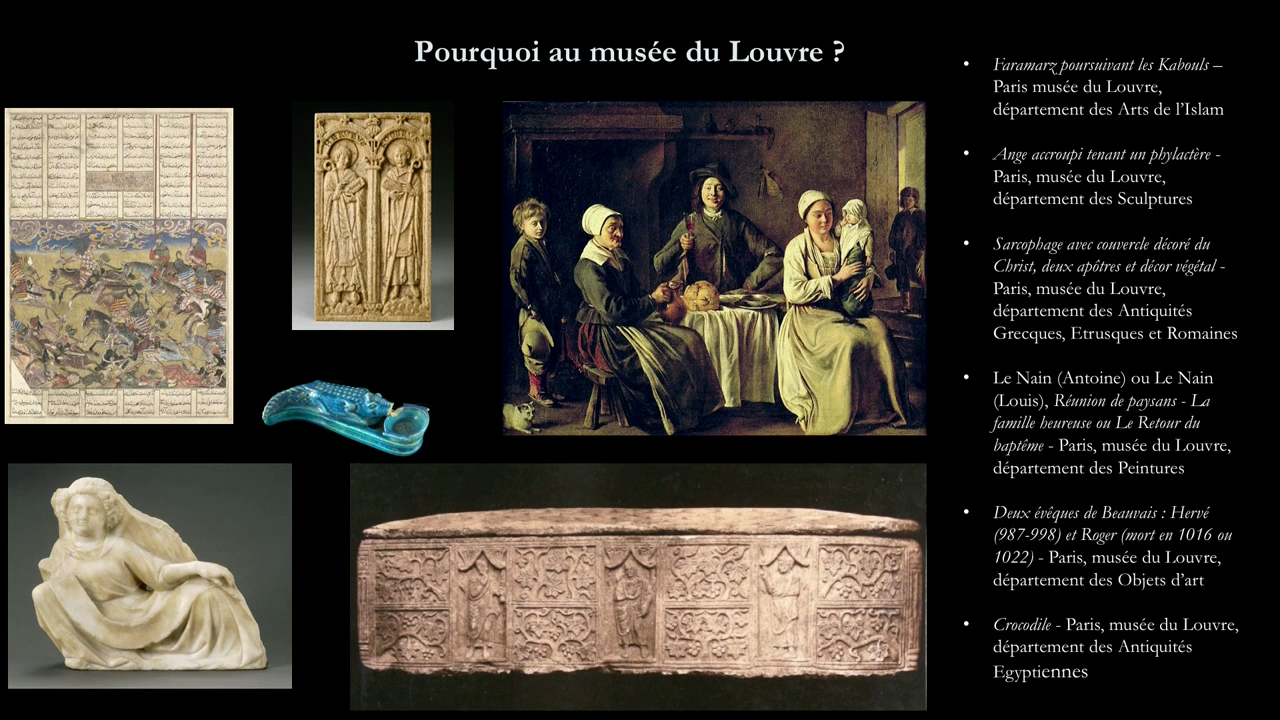 Pourquoi au musée du Louvre ?
• Faramarz poursuivant les Kabouls –
Paris musée du Louvre,
département des Arts de l’Islam
• Ange accroupi tenant un phylactère -
Paris, musée du Louvre,
département des Sculptures
• Sarcophage avec couvercle décoré du
Christ, deux apôtres et décor végétal -
Paris, musée du Louvre,
département des Antiquités
Grecques, Etrusques et Romaines
• Le Nain (Antoine) ou Le Nain
(Louis), Réunion de paysans - La
famille heureuse ou Le Retour du
baptême - Paris, musée du Louvre,
département des Peintures
• Deux évêques de Beauvais : Hervé
(987-998) et Roger (mort en 1016 ou
1022) - Paris, musée du Louvre,
département des Objets d’art
• Crocodile - Paris, musée du Louvre,
département des Antiquités
Egyptiennes